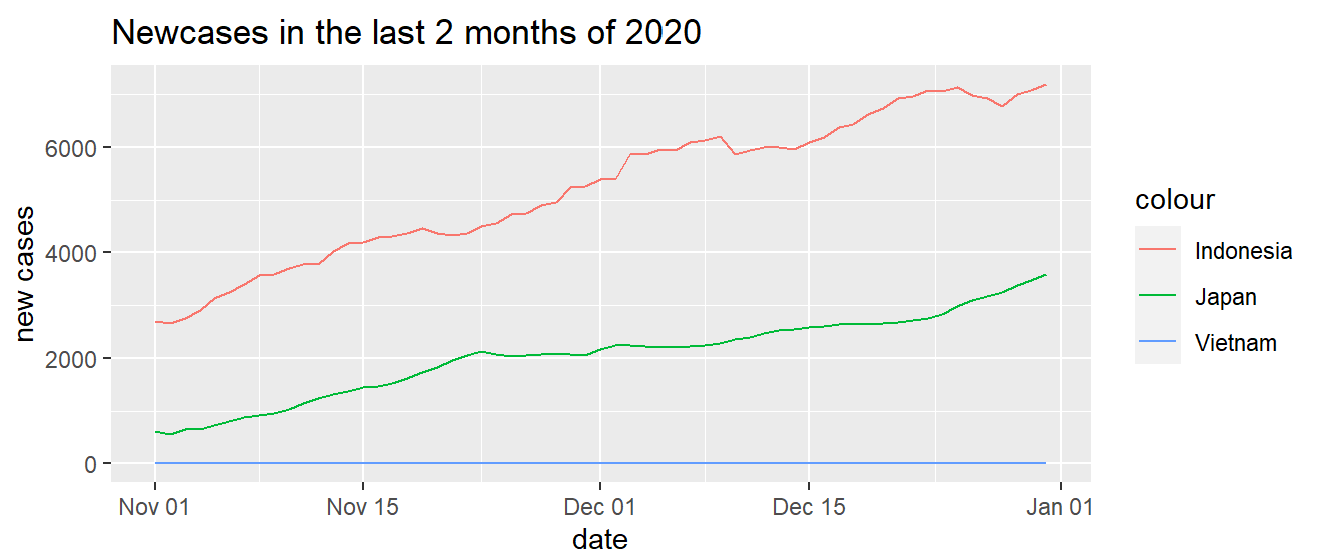 Newcases in the last 2 months of 2020
new cases
6000
4000
2000
0
Nov 01
Nov 15
Dec 01
Dec 15
Jan 01
date
colour
Indonesia
Japan
Vietnam